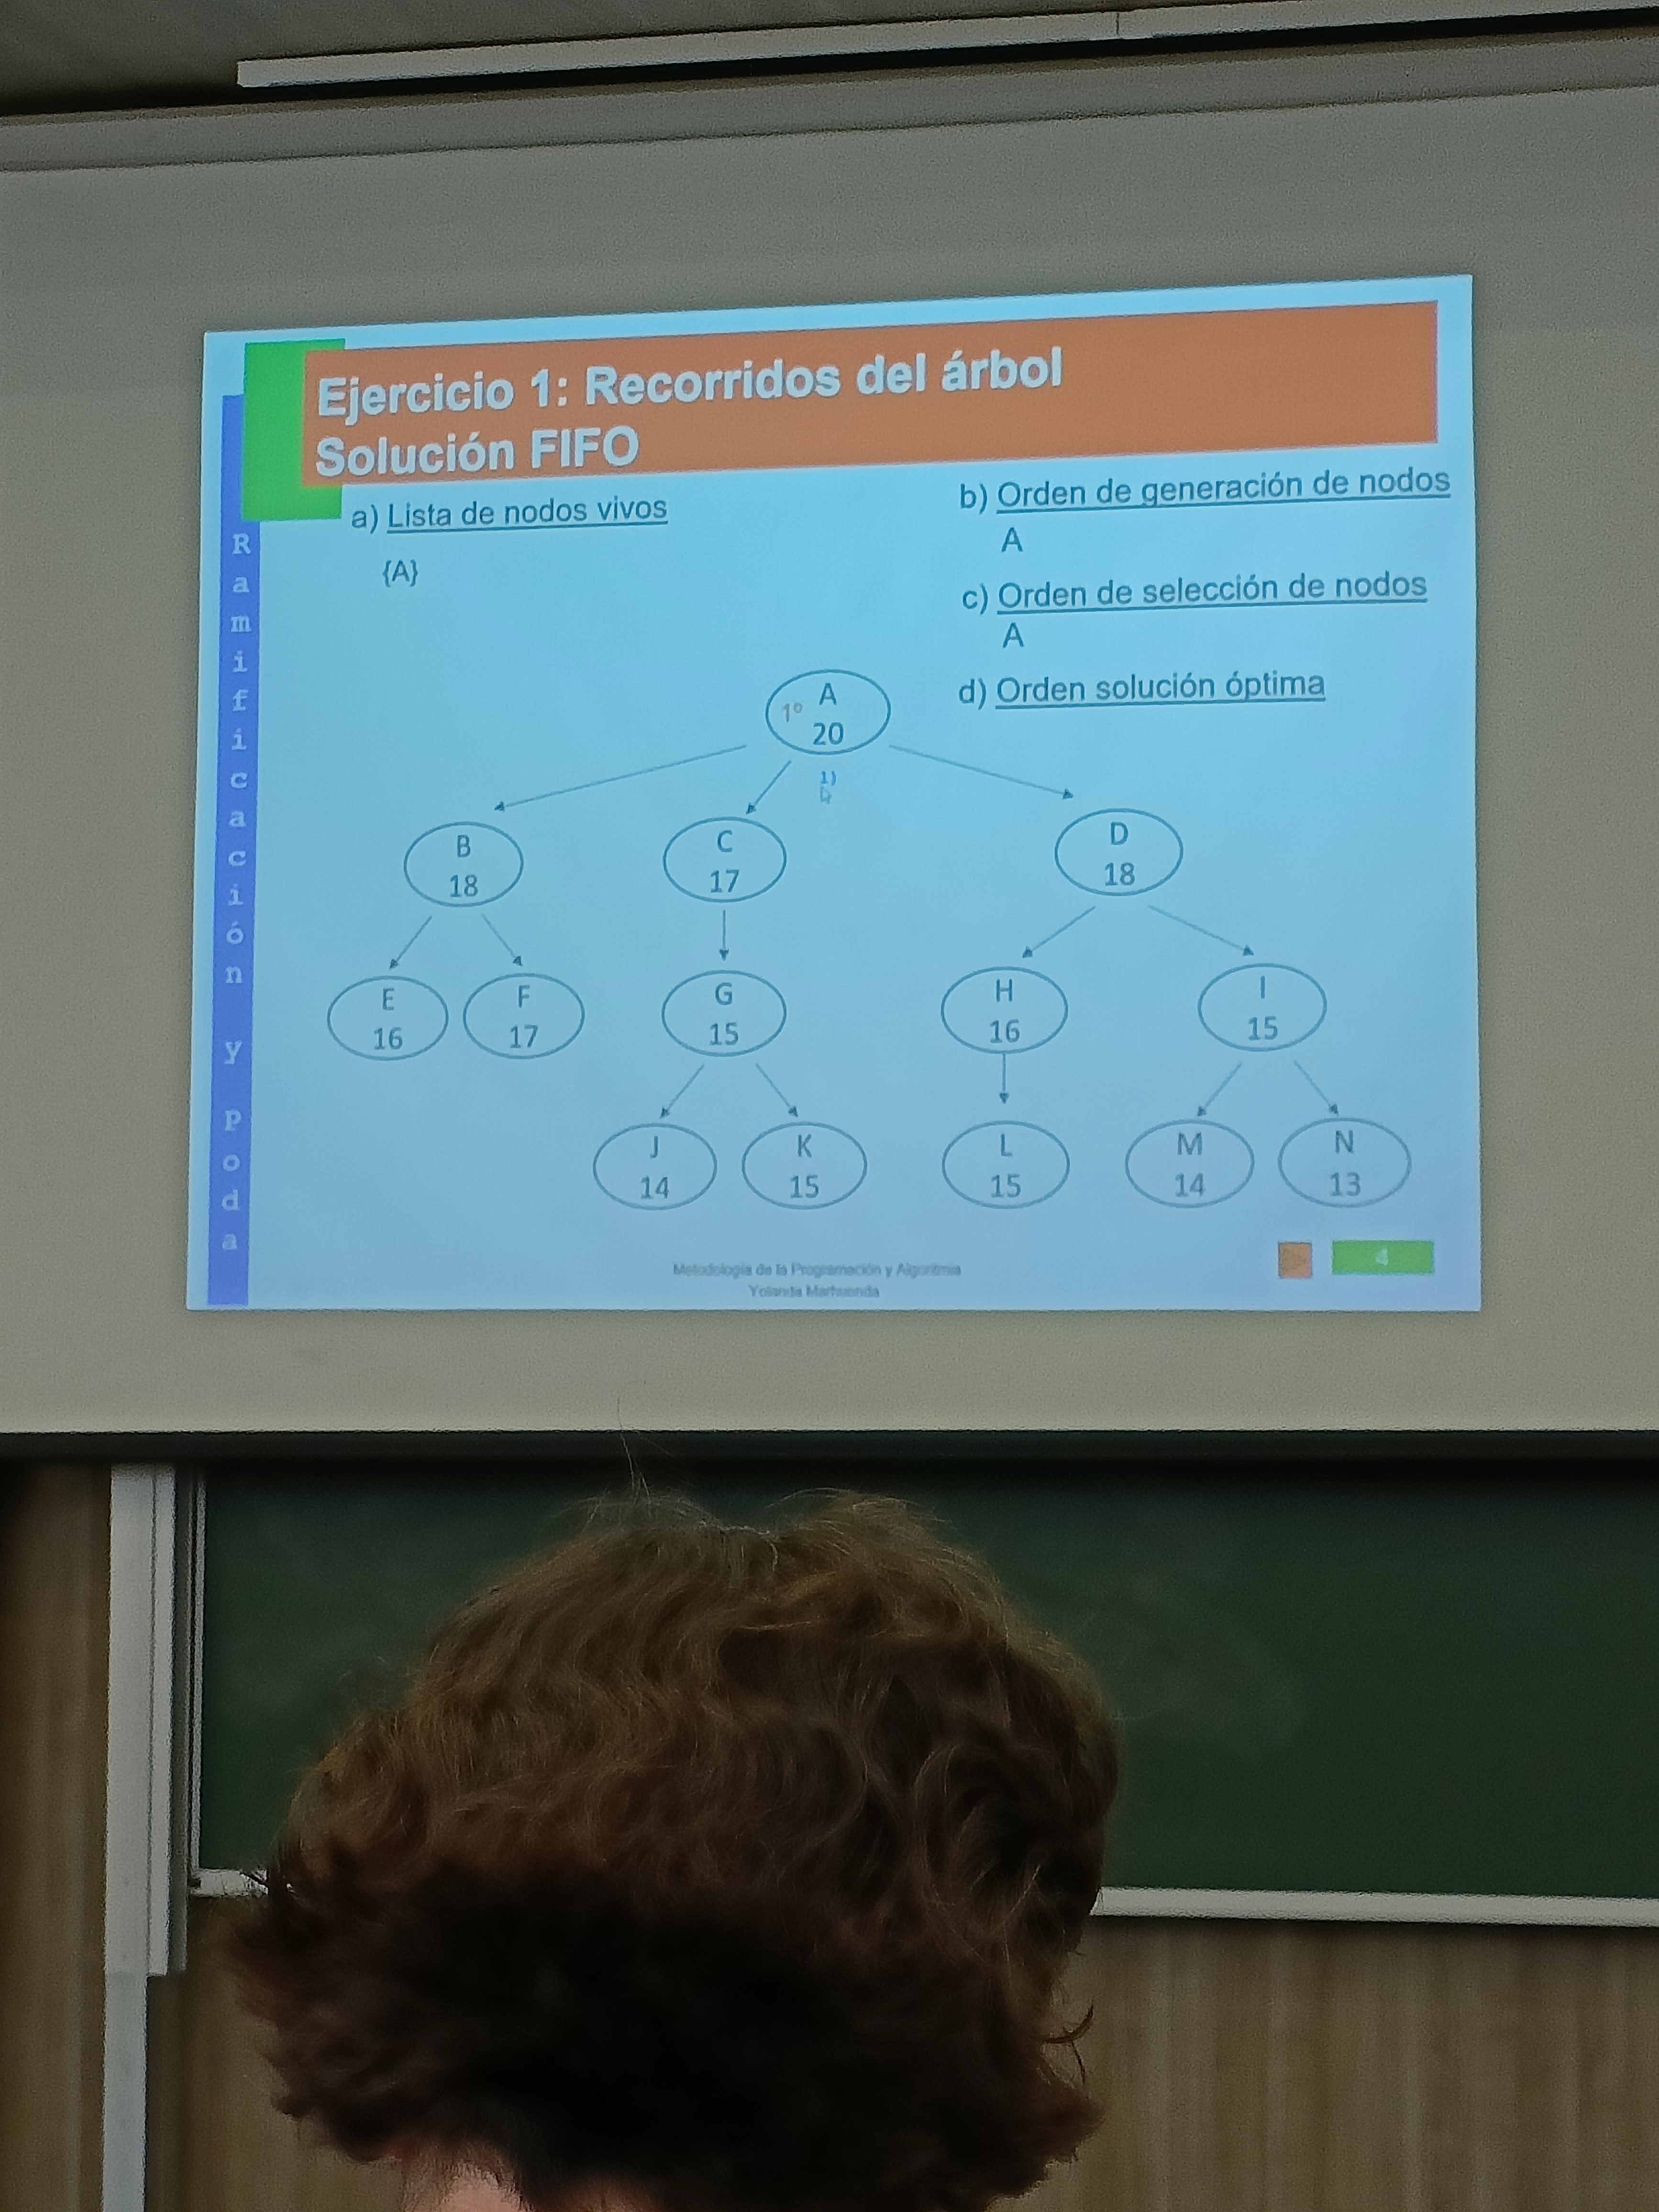 Ejercicio 1: Recorridos del árbol
Solución FIFO
a) Lista de nodos vivos
{A}
b) Orden de generación de nodos
A
c) Orden de selección de nodos
A
d) Orden solución óptima
1º A
20
1)
B
18
C
17
D
18
E
16
F
17
G
15
H
16
I
15
J
14
K
15
L
15
M
14
N
13
Ramificación y poda
Metodología de la Programación y Algoritmia
Yolanda Marhuenda
4